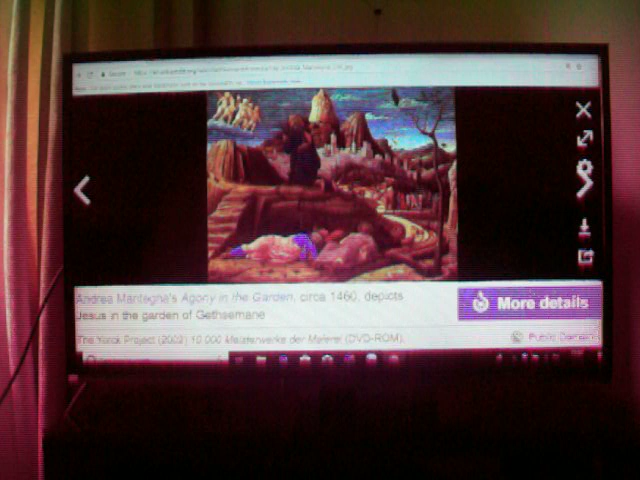 Andrea Mantegna's Agony in the Garden, circa 1460, depicts
Jesus in the garden of Gethsemane
More details
The Yorck Project (2002) 10.000 Meisterwerke der Malerei (DVD-ROM),
Public Domain